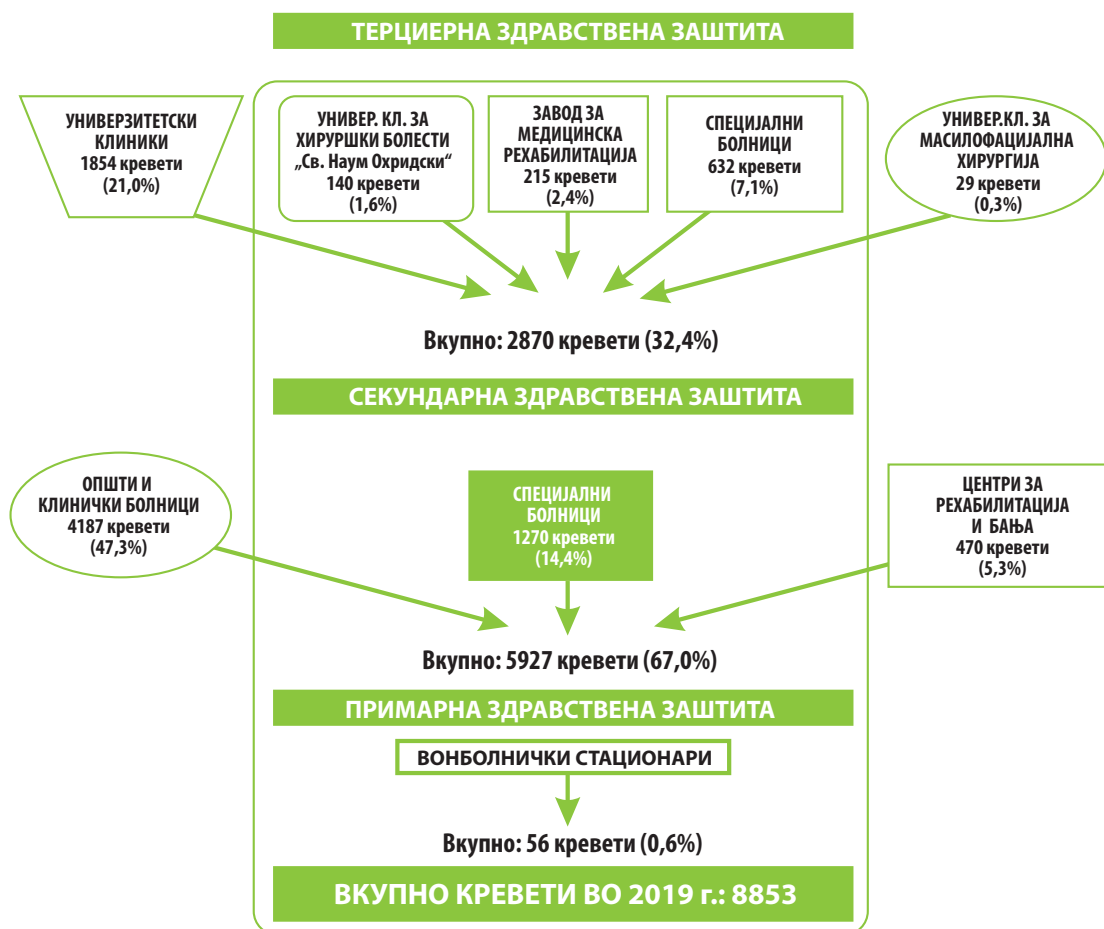 ТЕРЦИЕРНА ЗДРАВСТВЕНА ЗАШТИТА
УНИВЕРЗИТЕТСКИ
КЛИНИКИ
1854 кревети
(21,0%)
УНИВЕР. КЛ. ЗА
ХИРУРШКИ БОЛЕСТИ
„Св. Наум Охридски“
140 кревети
(1,6%)
ЗАВОД ЗА
МЕДИЦИНСКА
РЕХАБИЛИТАЦИЈА
215 кревети
(2,4%)
СПЕЦИЈАЛНИ
БОЛНИЦИ
632 кревети
(7,1%)
УНИВЕР.КЛ. ЗА
МАСИЛОФАЦИЈАЛНА
ХИРУРГИЈА
29 кревети
(0,3%)
Вкупно: 2870 кревети (32,4%)
СЕКУНДАРНА ЗДРАВСТВЕНА ЗАШТИТА
ОПШТИ И
КЛИНИЧКИ БОЛНИЦИ
4187 кревети
(47,3%)
СПЕЦИЈАЛНИ
БОЛНИЦИ
1270 кревети
(14,4%)
ЦЕНТРИ ЗА
РЕХАБИЛИТАЦИЈА
И БАЊА
470 кревети
(5,3%)
Вкупно: 5927 кревети (67,0%)
ПРИМАРНА ЗДРАВСТВЕНА ЗАШТИТА
ВОНБОЛНИЧКИ СТАЦИОНАРИ
Вкупно: 56 кревети (0,6%)
ВКУПНО КРЕВЕТИ ВО 2019 г.: 8853